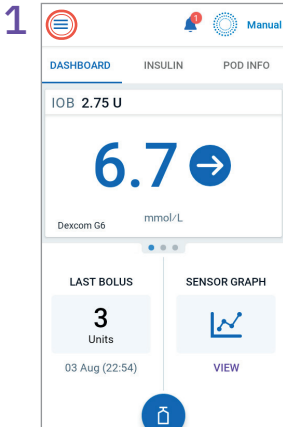 1
1 Manual
DASHBOARD INSULIN POD INFO
IOB 2.75 U
6.7
mmol/L
Dexcom G6
LAST BOLUS SENSOR GRAPH
3
Units
03 Aug (22:54) VIEW